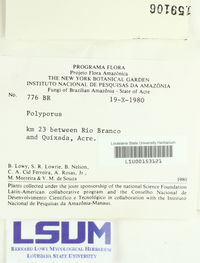 159100
PROGRAMA FLORA
Projeto Flora Amazônica
THE NEW YORK BOTANICAL GARDEN
INSTITUTO NACIONAL DE PESQUISAS DA AMAZÔNIA
Fungi of Brazilian Amazonia - State of Acre
No. 776 BR 19-X-1980
Polyporus
km 23 between Rio Branco
and Quixada, Acre.
Louisiana State University Herbarium
LSU00153121
B. Lowy, S. R. Lowrie, B. Nelson,
C. A. Cid Ferreira, A. Rosas, Jr.
M. Moreira & V. M. de Souza 1980
Plants collected under the joint sponsorship of the national Science Foundation
Latin-American collaborative program and the Conselho Nacional de
Desenvolvimento Científico e Tecnológico in collaboration with the Instituto
Nacional de Pesquisas da Amazônia-Manaus.
LSUM
BERNARD LOWY MYCOLOGICAL HERBARIUM
LOUISIANA STATE UNIVERSITY